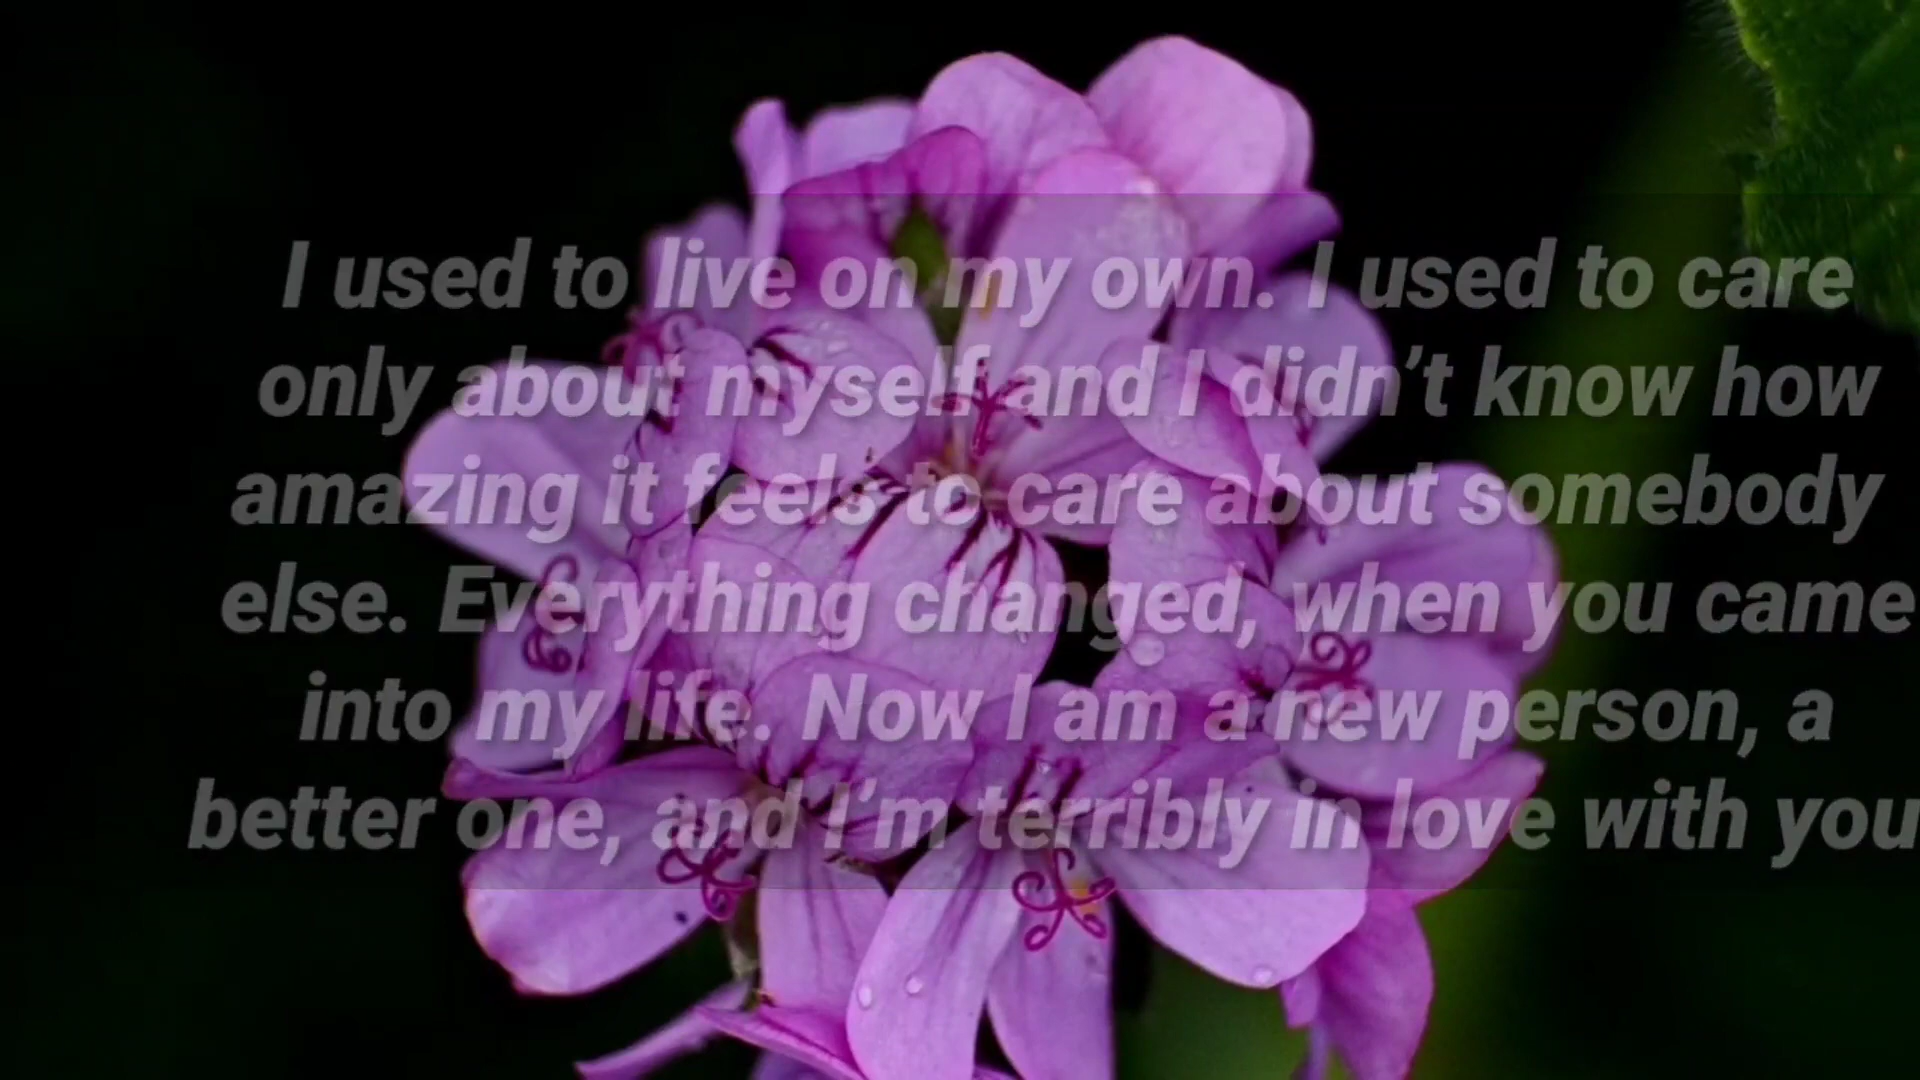 I used to live on my own. I used to care
only about myself and I didn’t know how
amazing it feels to care about somebody
else. Everything changed, when you came
into my life. Now I am a new person, a
better one, and I’m terribly in love with you